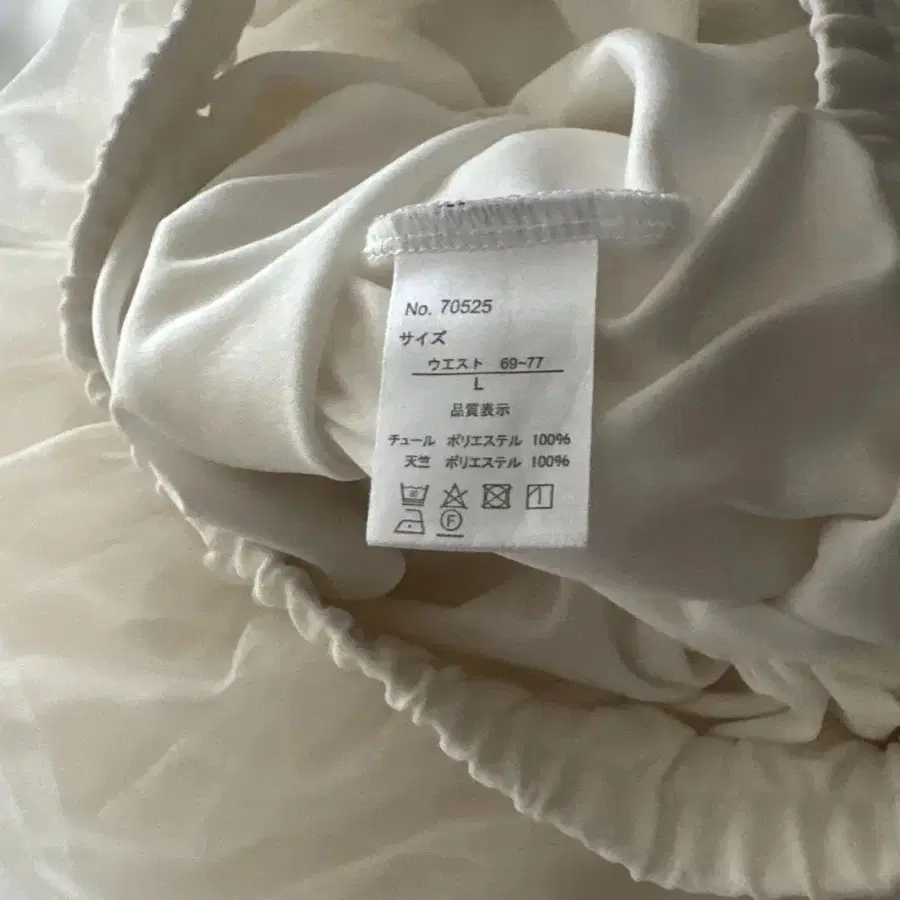 No. 70525
サイズ
ウエスト 69~77
L
品質表示
チュール ポリエステル 100%
天竺 ポリエステル 100%
F